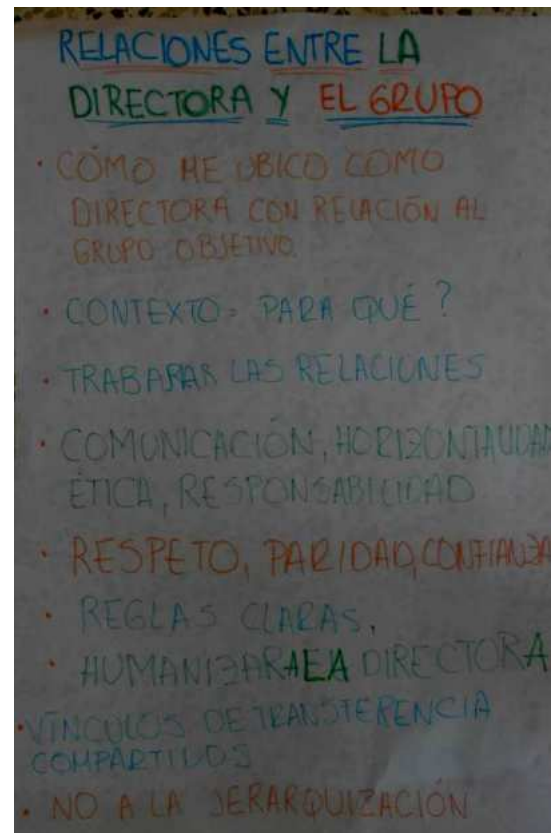 RELACIONES ENTRE LA
DIRECTORA Y EL GRUPO
• CÓMO ME UBICO COMO
DIRECTORA CON RELACIÓN AL
GRUPO OBJETIVO.
• CONTEXTO: PARA QUÉ?
• TRABAJAR LAS RELACIONES
• COMUNICACIÓN, HORIZONTALIDAD
ÉTICA, RESPONSABILIDAD
• RESPETO, PARIDAD, CONFIANZA
• REGLAS CLARAS.
• HUMANIZAR A LA DIRECTORA
• VÍNCULOS DE TRANSFERENCIA
COMPARTIDOS
• NO A LA JERARQUIZACIÓN